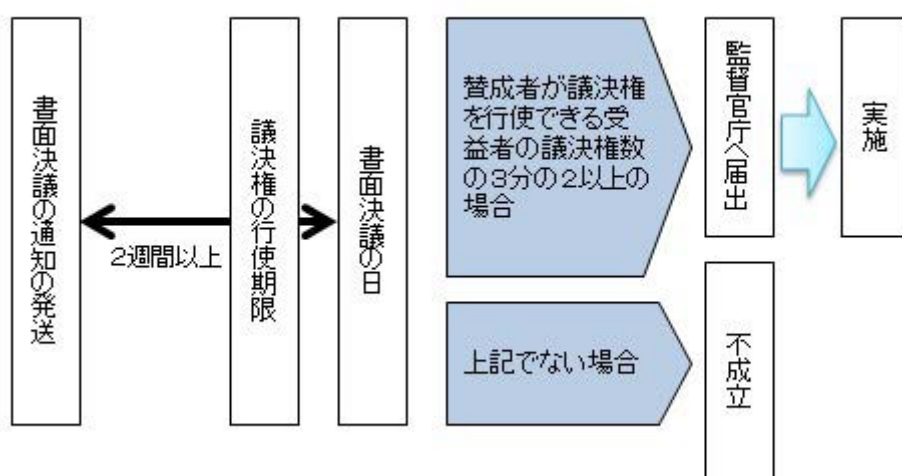 書面決議の通知の発送
2週間以上
議決権の行使期限
書面決議の日
賛成者が議決権
を行使できる受
益者の議決権数
の3分の2以上の
場合
監督官庁へ届出
実施
上記でない場合
不成立